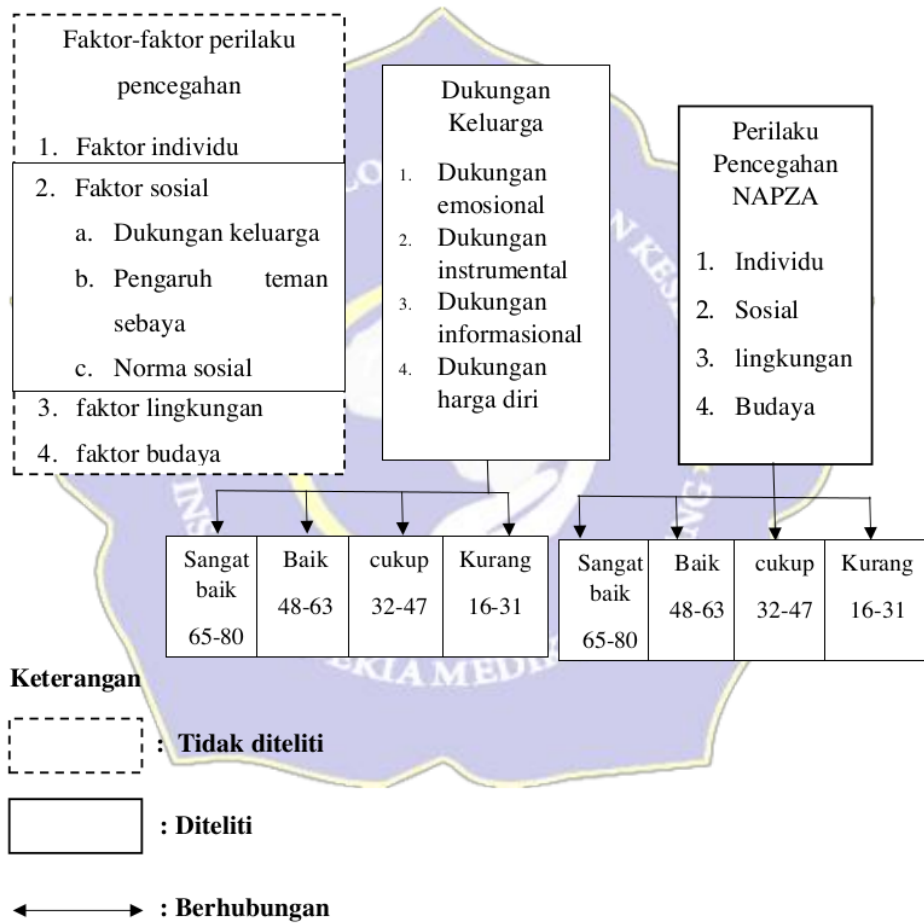 Faktor-faktor perilaku
pencegahan
1. Faktor individu
2. Faktor sosial
a. Dukungan keluarga
b. Pengaruh teman
sebaya
c. Norma sosial
3. faktor lingkungan
4. faktor budaya
Dukungan
Keluarga
1. Dukungan
emosional
2. Dukungan
instrumental
3. Dukungan
informasional
4. Dukungan
harga diri
Perilaku
Pencegahan
NAPZA
1. Individu
2. Sosial
3. lingkungan
4. Budaya
Sangat
baik
65-80
Baik
48-63
cukup
32-47
Kurang
16-31
Sangat
baik
65-80
Baik
48-63
cukup
32-47
Kurang
16-31
Keterangan
: Tidak diteliti
: Diteliti
: Berhubungan